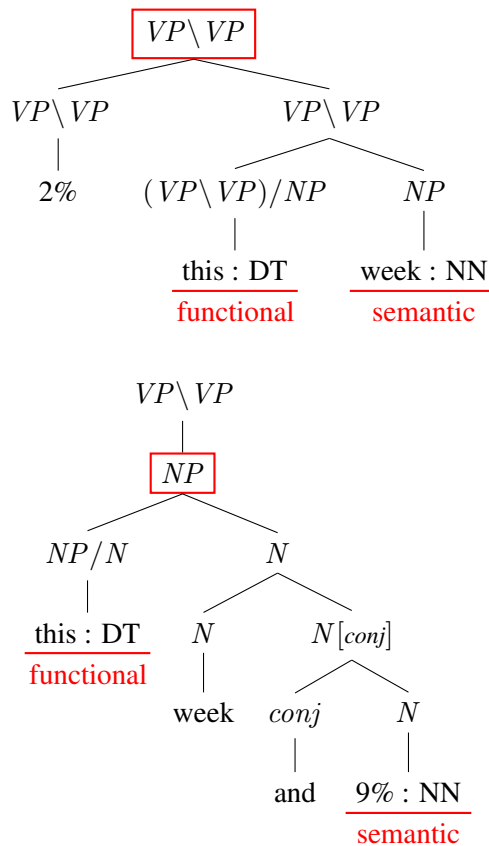 VP\VP
VP\VP VP\VP
2% (VP\VP)/NP NP
this : DT week : NN
functional semantic
VP\VP
NP
NP/N N
this : DT N N[conj]
functional
week conj N
and 9% : NN
semantic